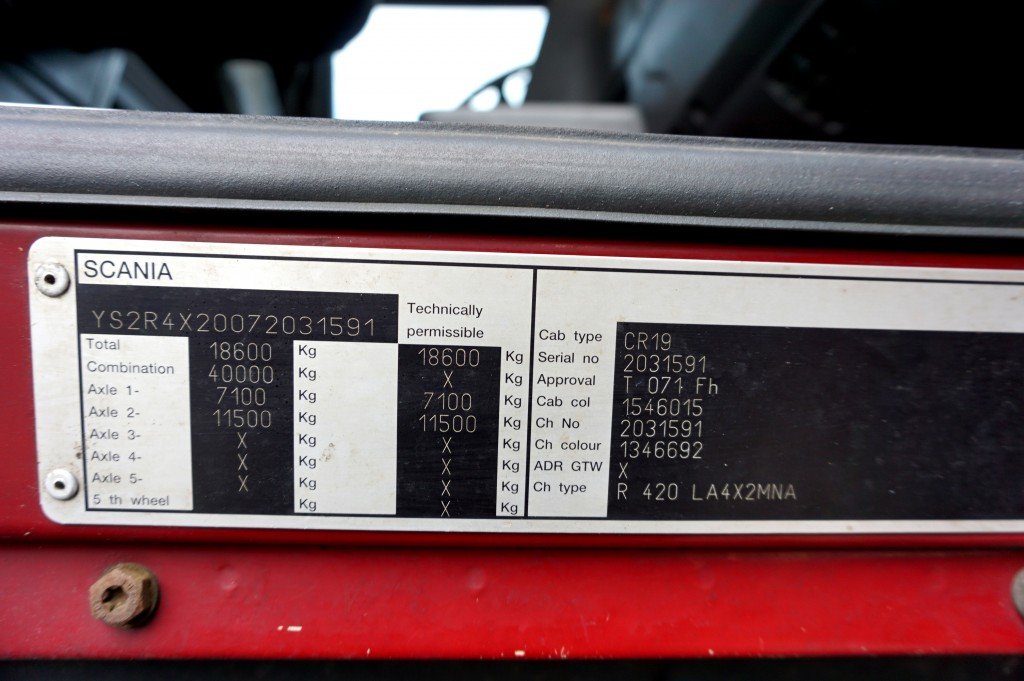 SCANIA
YS2R4X20072031591 Technically permissible
Total 18600 Kg 18600 Kg
Combination 40000 Kg X Kg
Axle 1- 7100 Kg 7100 Kg
Axle 2- 11500 Kg 11500 Kg
Axle 3- X Kg X Kg
Axle 4- X Kg X Kg
Axle 5- X Kg X Kg
5 th wheel Kg X Kg
Cab type CR19
Serial no 2031591
Approval T 071 Fh
Cab col 1546015
Ch No 2031591
Ch colour 1346692
ADR GTW X
Ch type R 420 LA4X2MNA